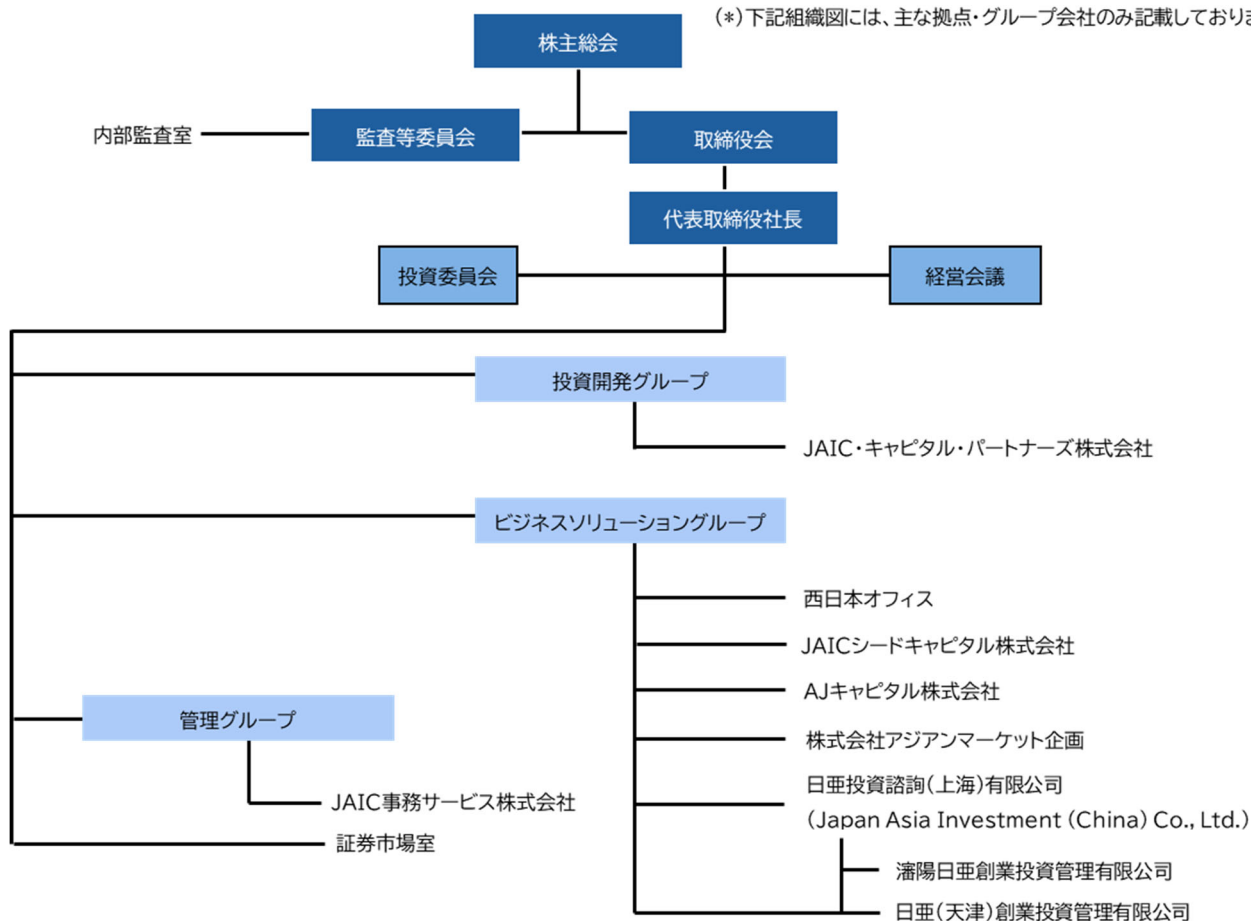 (*)下記組織図には、主な拠点・グループ会社のみ記載しており
株主総会
内部監査室
監査等委員会
取締役会
代表取締役社長
投資委員会
経営会議
投資開発グループ
JAIC・キャピタル・パートナーズ株式会社
ビジネスソリューショングループ
西日本オフィス
JAICシードキャピタル株式会社
AJキャピタル株式会社
管理グループ
株式会社アジアンマーケット企画
日亜投資諮詢(上海)有限公司
(Japan Asia Investment (China) Co., Ltd.)
JAIC事務サービス株式会社
証券市場室
瀋陽日亜創業投資管理有限公司
日亜(天津)創業投資管理有限公司